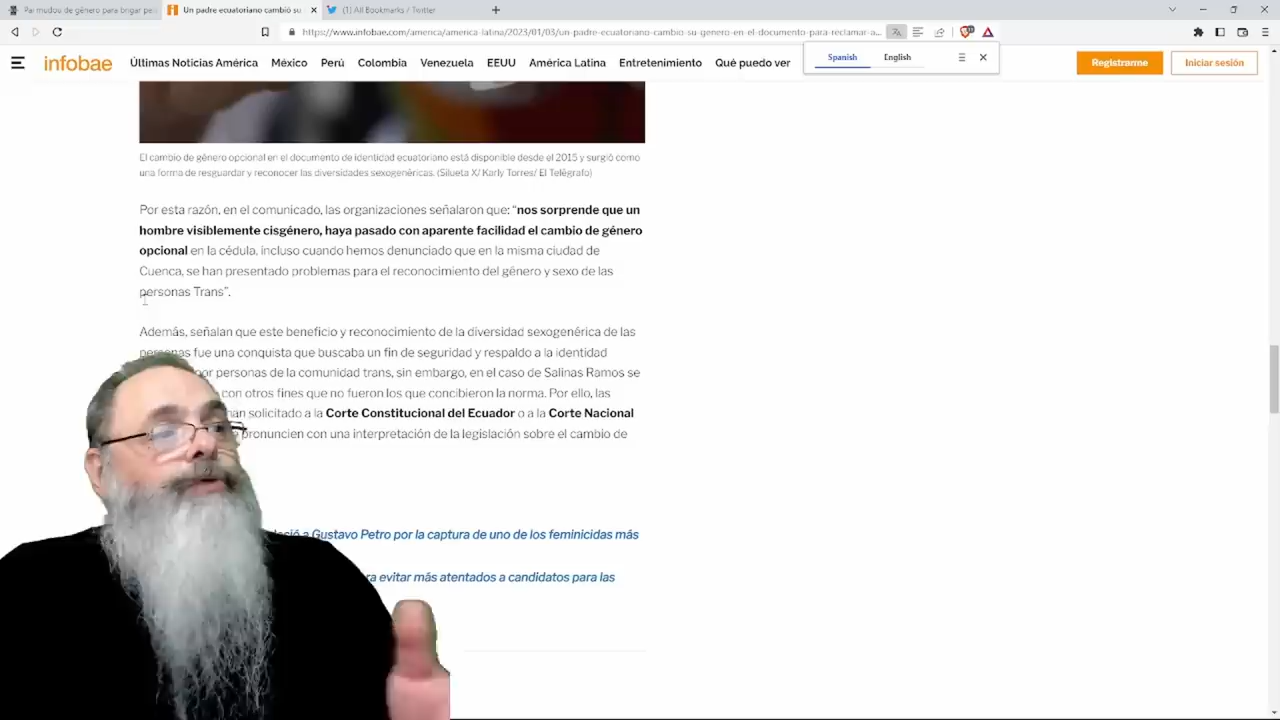 Pai mudou de gênero para brigar pel
Un padre ecuatoriano cambió su
(1) All Bookmarks / Twitter
https://www.infobae.com/america/america-latina/2023/01/03/un-padre-ecuatoriano-cambio-su-genero-en-el-documento-para-reclamar-a...
Spanish
English
infobae
Últimas Noticias América
México
Perú
Colombia
Venezuela
EEUU
América Latina
Entretenimiento
Qué puedo ver
Registrarme
Iniciar sesión
El cambio de género opcional en el documento de identidad ecuatoriano está disponible desde el 2015 y surgió como
una forma de resguardar y reconocer las diversidades sexogenéricas. (Silueta X/ Karly Torres/ El Telégrafo)
Por esta razón, en el comunicado, las organizaciones señalaron que: “nos sorprende que un
hombre visiblemente cisgénero, haya pasado con aparente facilidad el cambio de género
opcional en la cédula, incluso cuando hemos denunciado que en la misma ciudad de
Cuenca, se han presentado problemas para el reconocimiento del género y sexo de las
personas Trans”.
Además, señalan que este beneficio y reconocimiento de la diversidad sexogenérica de las
personas fue una conquista que buscaba un fin de seguridad y respaldo a la identidad
por personas de la comunidad trans, sin embargo, en el caso de Salinas Ramos se
con otros fines que no fueron los que concibieron la norma. Por ello, las
han solicitado a la Corte Constitucional del Ecuador o a la Corte Nacional
pronuncien con una interpretación de la legislación sobre el cambio de
a Gustavo Petro por la captura de uno de los feminicidas más
evitar más atentados a candidatos para las